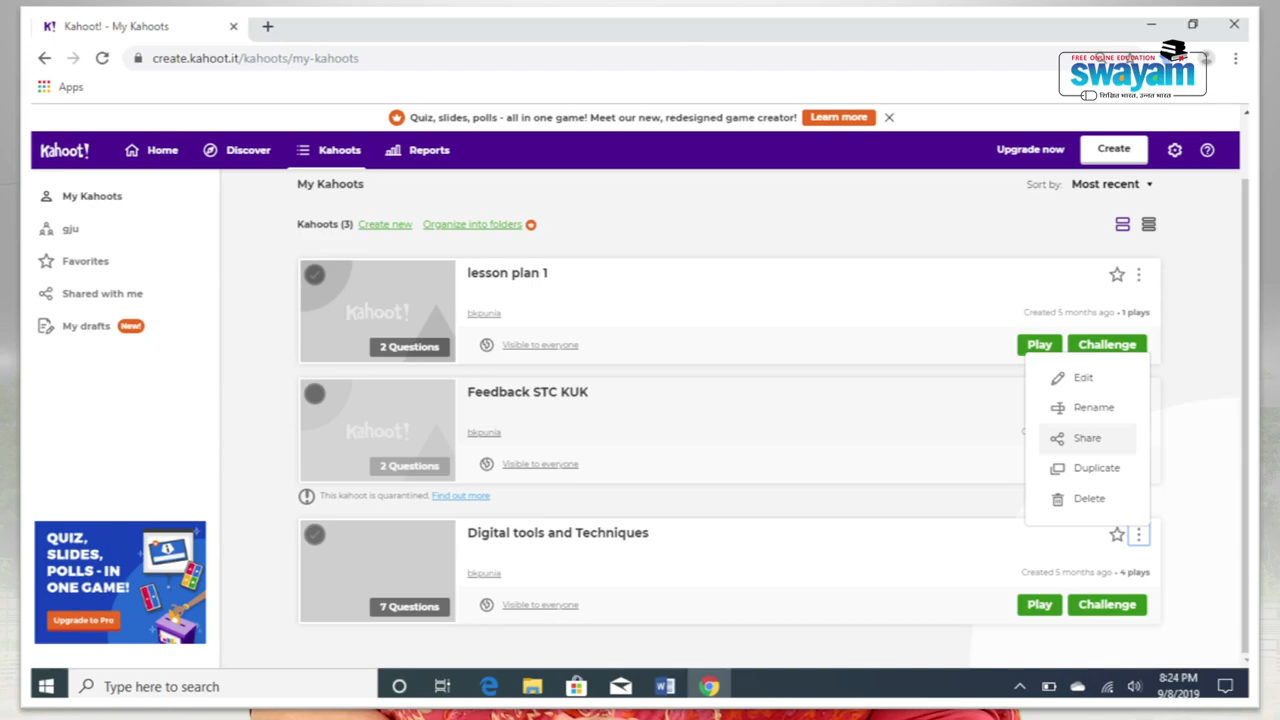 Kahoot! - My Kahoots
create.kahoot.it/kahoots/my-kahoots
FREE ONLINE EDUCATION
swayam
शिक्षित भारत, उन्नत भारत
Apps
Quiz, slides, polls - all in one game! Meet our new, redesigned game creator! Learn more
Kahoot! Home Discover Kahoots Reports Upgrade now Create
My Kahoots
gju
Favorites
Shared with me
My drafts New!
My Kahoots Sort by: Most recent
Kahoots (3) Create new Organize into folders
lesson plan 1
Kahoot!
bkpunia Created 5 months ago • 1 plays
2 Questions Visible to everyone Play Challenge
Edit
Rename
Share
Duplicate
Delete
Feedback STC KUK
Kahoot!
bkpunia
2 Questions Visible to everyone
This kahoot is quarantined. Find out more
Digital tools and Techniques
bkpunia Created 5 months ago • 4 plays
7 Questions Visible to everyone Play Challenge
QUIZ,
SLIDES,
POLLS - IN
ONE GAME!
Upgrade to Pro
Type here to search
8:24 PM
9/8/2019